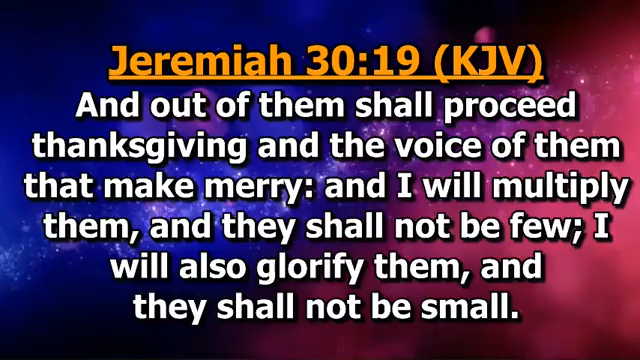 Jeremiah 30:19 (KJV)
And out of them shall proceed
thanksgiving and the voice of them
that make merry: and I will multiply
them, and they shall not be few; I
will also glorify them, and
they shall not be small.